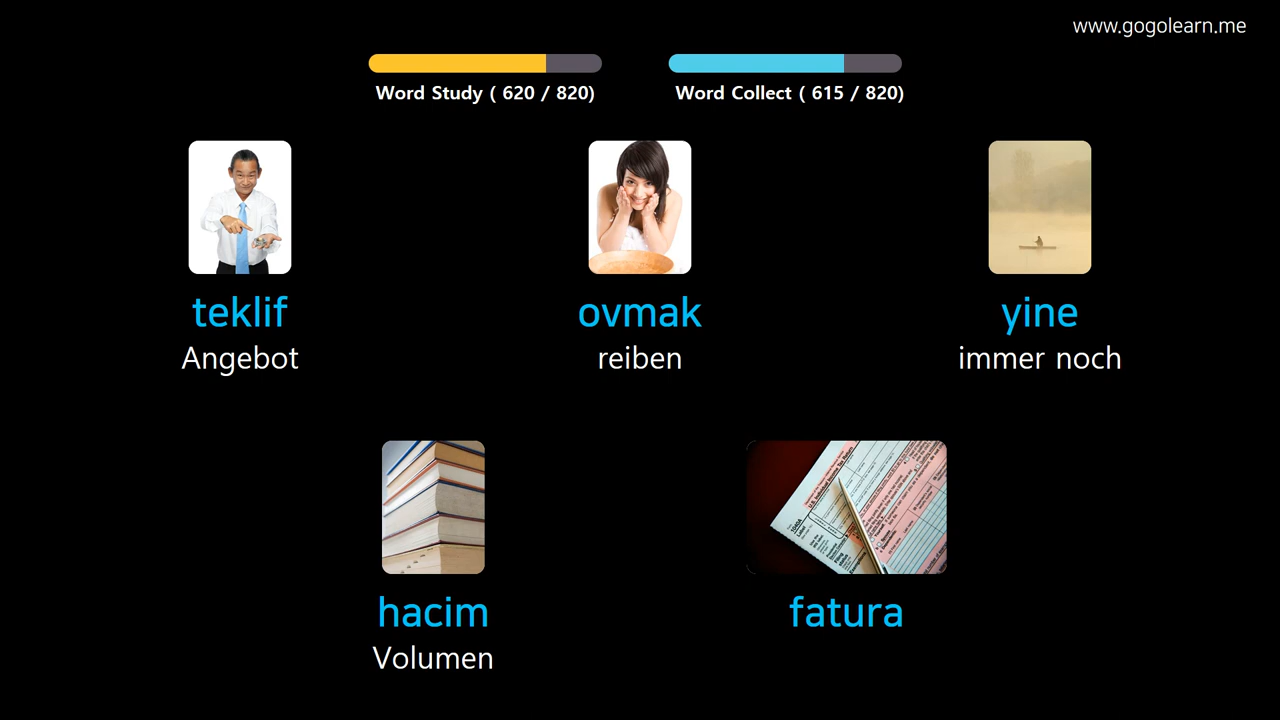 www.gogolearn.me
Word Study ( 620 / 820)
Word Collect ( 615 / 820)
teklif
ovmak
yine
Angebot
reiben
immer noch
hacim
fatura
Volumen